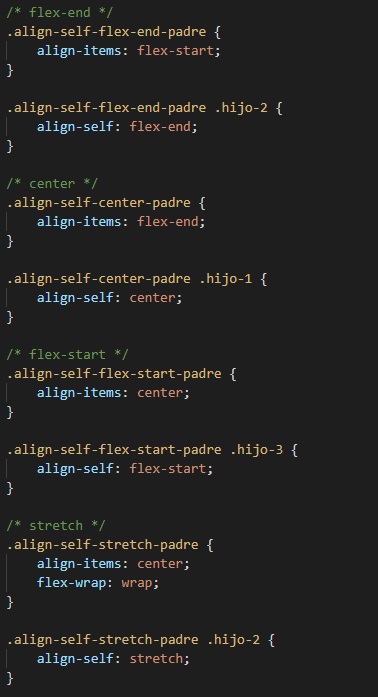 /* flex-end */
.align-self-flex-end-padre {
    align-items: flex-start;
}

.align-self-flex-end-padre .hijo-2 {
    align-self: flex-end;
}

/* center */
.align-self-center-padre {
    align-items: flex-end;
}

.align-self-center-padre .hijo-1 {
    align-self: center;
}

/* flex-start */
.align-self-flex-start-padre {
    align-items: center;
}

.align-self-flex-start-padre .hijo-3 {
    align-self: flex-start;
}

/* stretch */
.align-self-stretch-padre {
    align-items: center;
    flex-wrap: wrap;
}

.align-self-stretch-padre .hijo-2 {
    align-self: stretch;
}